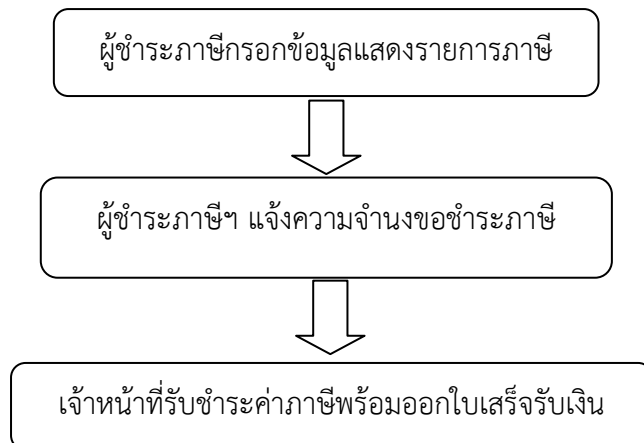 ผู้ชำระภาษีกรอกข้อมูลแสดงรายการภาษี
ผู้ชำระภาษีฯ แจ้งความจำนงขอชำระภาษี
เจ้าหน้าที่รับชำระค่าภาษีพร้อมออกใบเสร็จรับเงิน